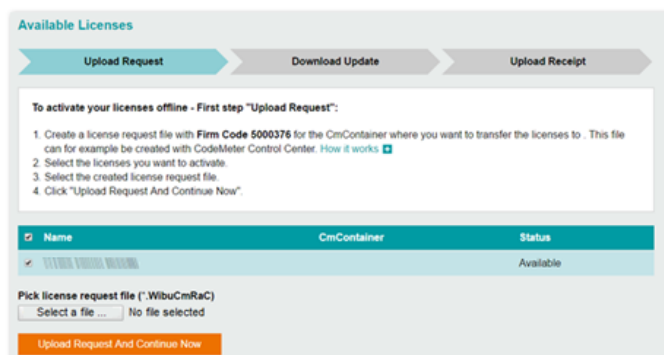 Available Licenses
Upload Request
Download Update
Upload Receipt
To activate your licenses offline - First step "Upload Request":
1. Create a license request file with Firm Code 5000376 for the CmContainer where you want to transfer the licenses to . This file
can for example be created with CodeMeter Control Center. How it works
2. Select the licenses you want to activate.
3. Select the created license request file.
4. Click "Upload Request And Continue Now".
Name CmContainer Status
Available
Pick license request file (*.WibuCmRaC)
Select a file ... No file selected
Upload Request And Continue Now